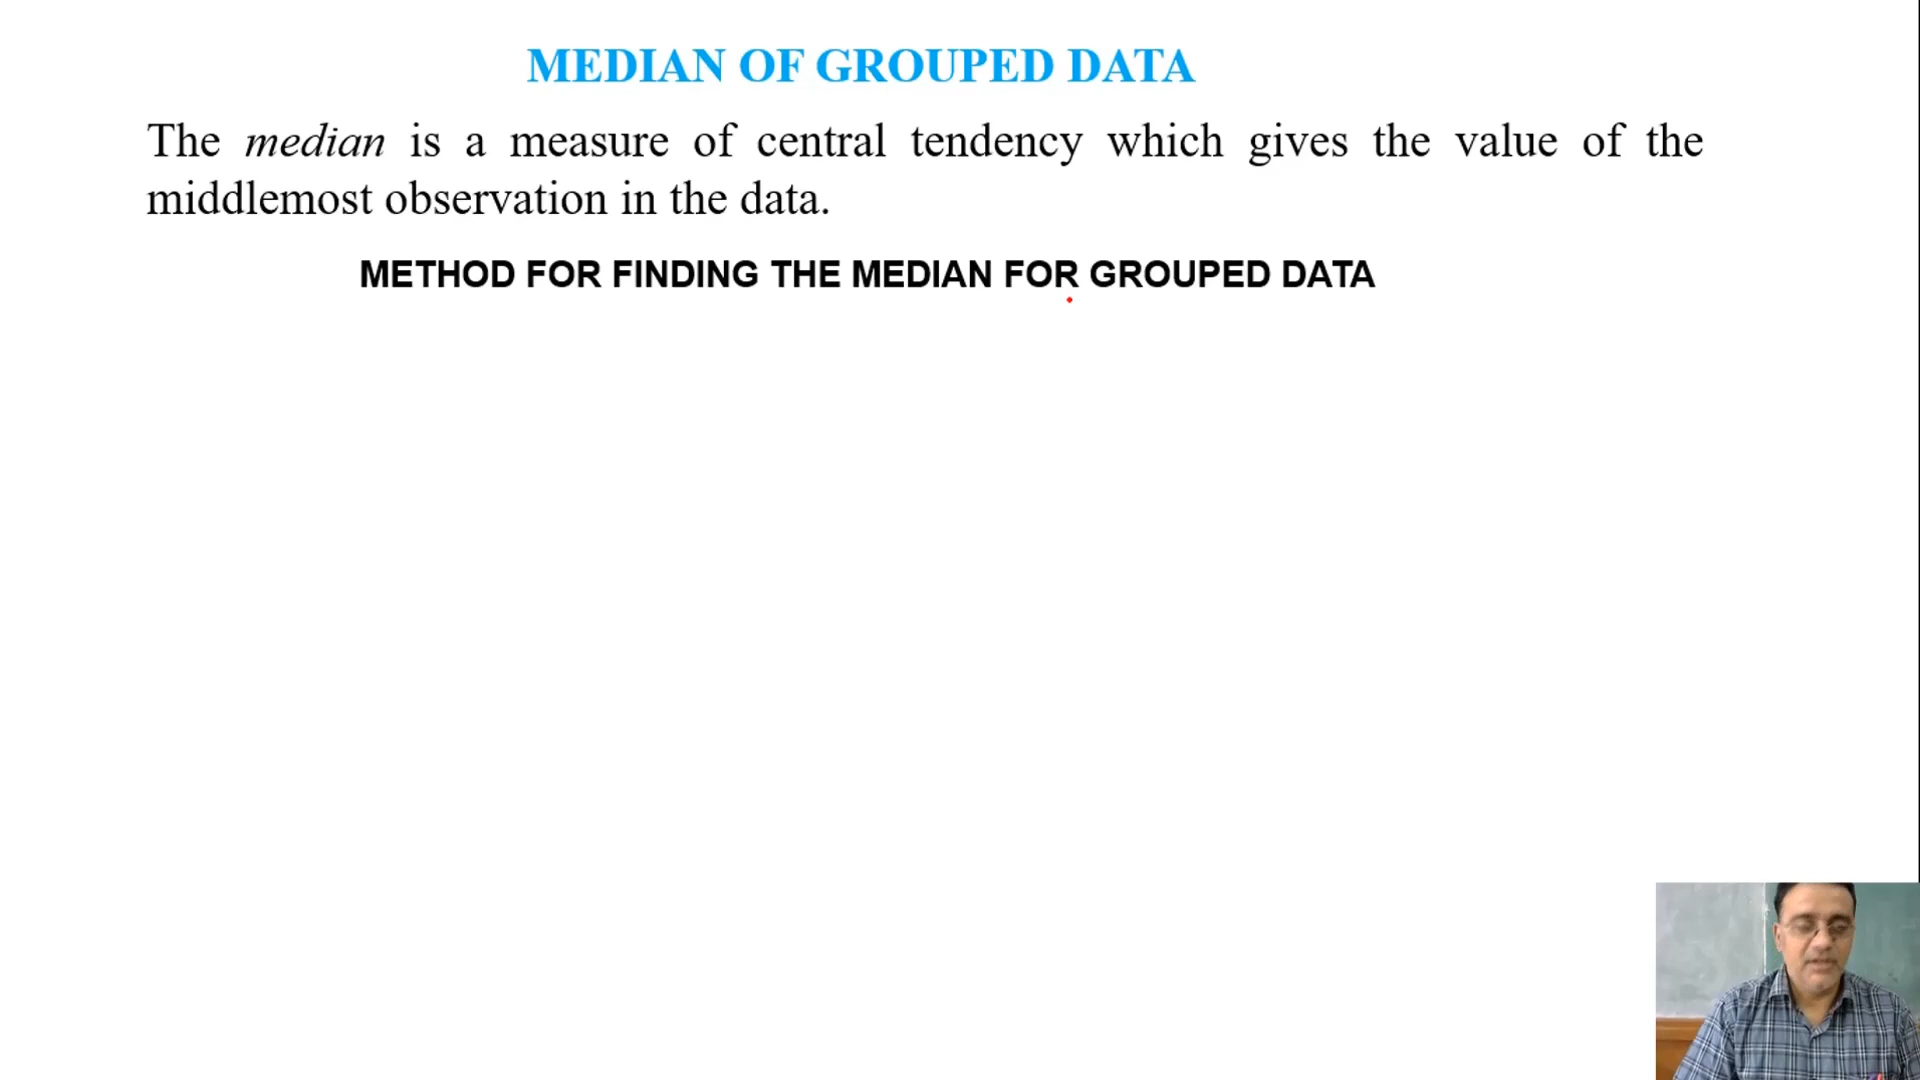 MEDIAN OF GROUPED DATA
The median is a measure of central tendency which gives the value of the
middlemost observation in the data.
METHOD FOR FINDING THE MEDIAN FOR GROUPED DATA